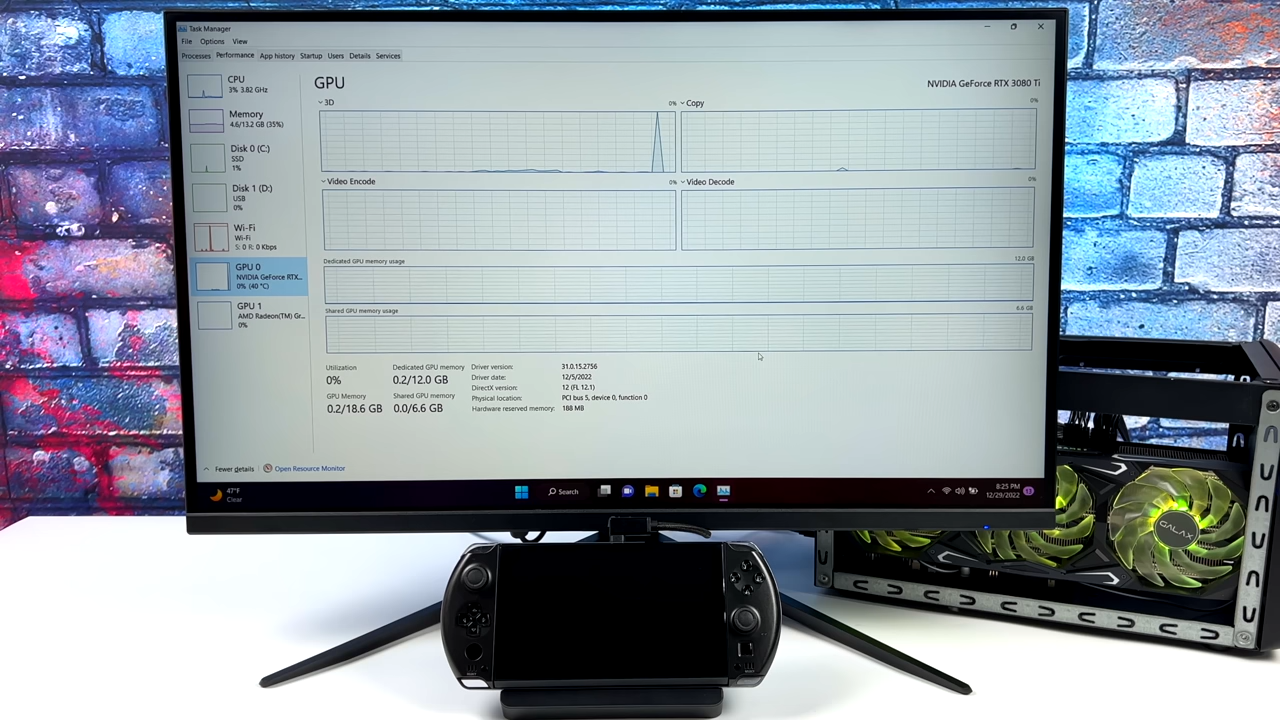 Task Manager
File Options View
Processes Performance App history Startup Users Details Services
CPU
3% 3.82 GHz
Memory
4.6/13.2 GB (35%)
Disk 0 (C:)
SSD
1%
Disk 1 (D:)
USB
0%
Wi-Fi
Wi-Fi
S: 0 R: 0 Kbps
GPU 0
NVIDIA GeForce RTX...
0% (40 °C)
GPU 1
AMD Radeon(TM) Gr...
0%
GPU
NVIDIA GeForce RTX 3080 Ti
3D 0%
Copy 0%
Video Encode 0%
Video Decode 0%
Dedicated GPU memory usage 12.0 GB
Shared GPU memory usage 6.6 GB
Utilization
0%
Dedicated GPU memory
0.2/12.0 GB
GPU Memory
0.2/18.6 GB
Shared GPU memory
0.0/6.6 GB
Driver version: 31.0.15.2756
Driver date: 12/5/2022
DirectX version: 12 (FL 12.1)
Physical location: PCI bus 5, device 0, function 0
Hardware reserved memory: 188 MB
Fewer details Open Resource Monitor
47°F
Clear
Search
8:25 PM
12/29/2022
13
GALAX